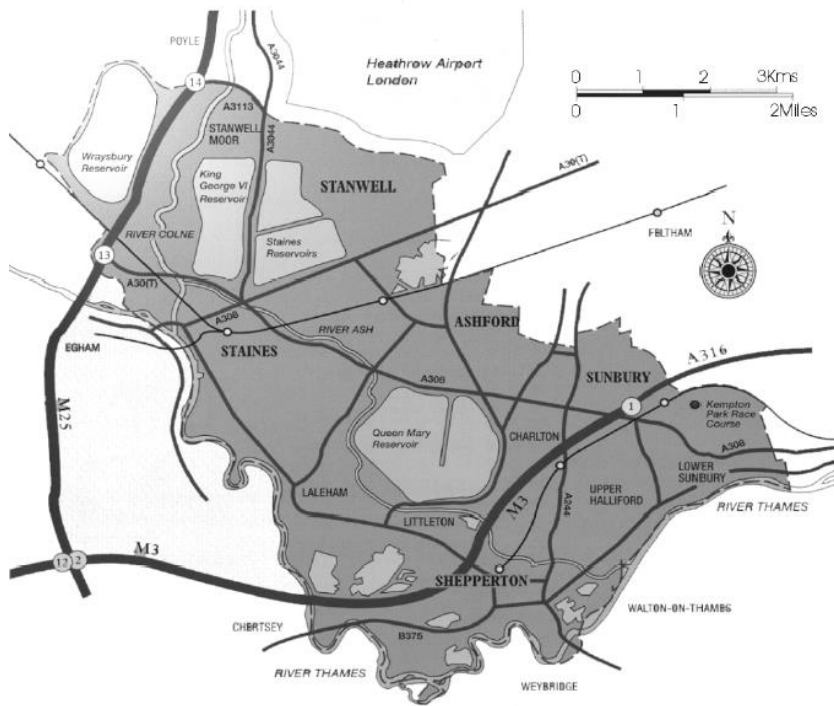 POYLE
A3044
Heathrow Airport
London
0 1 2 3Kms
0 1 2Miles
14
A3113
STANWELL
MOOR
A3044
Wraysbury
Reservoir
King
George VI
Reservoir
STANWELL
A30(T)
RIVER COLNE
Staines
Reservoirs
FELTHAM
N
13
A30(T)
A308
RIVER ASH
ASHFORD
EGHAM
STAINES
A316
M25
A308
SUNBURY
1
Kempton
Park Race
Course
Queen Mary
Reservoir
CHARLTON
A308
LALEHAM
M3
A244
UPPER
HALLIFORD
LOWER
SUNBURY
LITTLETON
RIVER THAMES
M3
12 2
SHEPPERTON
WALTON-ON-THAMES
CHERTSEY
B375
RIVER THAMES
WEYBRIDGE